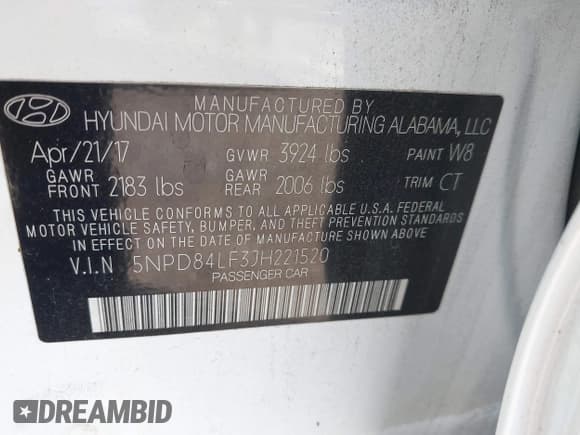 MANUFACTURED BY
HYUNDAI MOTOR MANUFACTURING ALABAMA, LLC
Apr/21/17 GVWR 3924 lbs PAINT W8
GAWR FRONT 2183 lbs GAWR REAR 2006 lbs TRIM CT
THIS VEHICLE CONFORMS TO ALL APPLICABLE U.S.A. FEDERAL
MOTOR VEHICLE SAFETY, BUMPER, AND THEFT PREVENTION STANDARDS
IN EFFECT ON THE DATE OF MANUFACTURE SHOWN ABOVE.
V.I.N 5NPD84LF3JH221520
PASSENGER CAR
DREAMBID